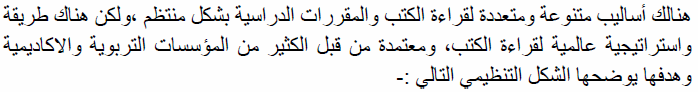 هنالك أساليب متنوعة ومتعددة لقراءة الكتب والمقررات الدراسية بشكل منتظم ،ولكن هناك طريقة
واستراتيجية عالمية لقراءة الكتب، ومعتمدة من قبل الكثير من المؤسسات التربوية والاكاديمية
وهدفها يوضحها الشكل التنظيمي التالي :-